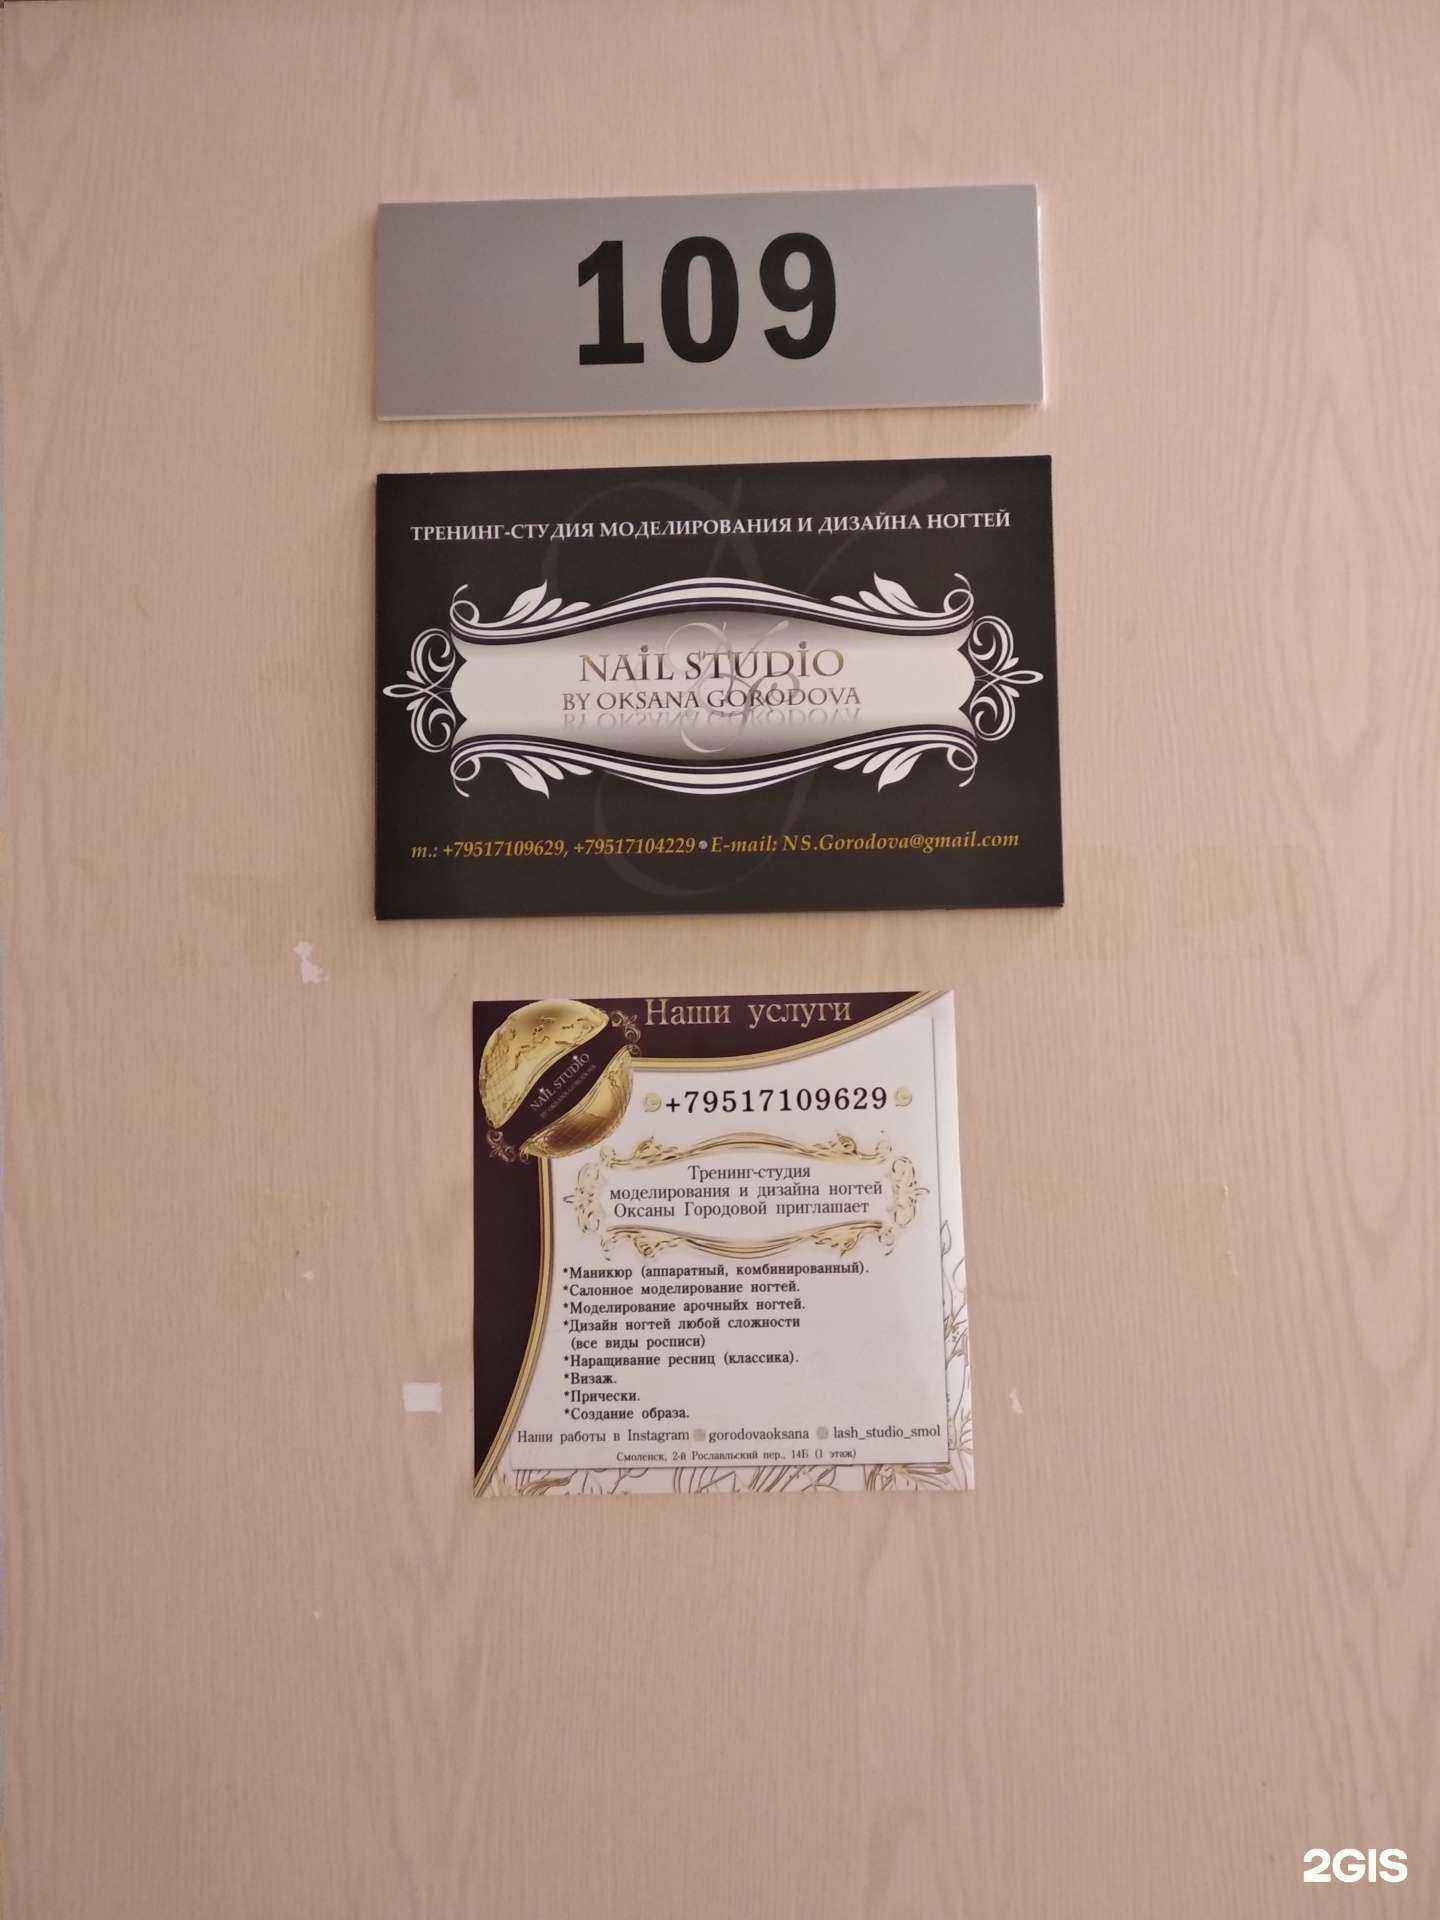 109
ТРЕНИНГ-СТУДИЯ МОДЕЛИРОВАНИЯ И ДИЗАЙНА НОГТЕЙ
NAIL STUDIO
BY OKSANA GORODOVA
т.: +79517109629, +79517104229 • E-mail: NS.Gorodova@gmail.com
Наши услуги
NAIL STUDIO
BY OKSANA GORODOVA
+79517109629
Тренинг-студия
моделирования и дизайна ногтей
Оксаны Городовой приглашает
*Маникюр (аппаратный, комбинированный).
*Салонное моделирование ногтей.
*Моделирование арочныйх ногтей.
*Дизайн ногтей любой сложности
(все виды росписи)
*Наращивание ресниц (классика).
*Визаж.
*Прически.
*Создание образа.
Наши работы в Instagram gorodovaoksana lash_studio_smol
Смоленск, 2-й Рославльский пер., 14Б (1 этаж)
2GIS